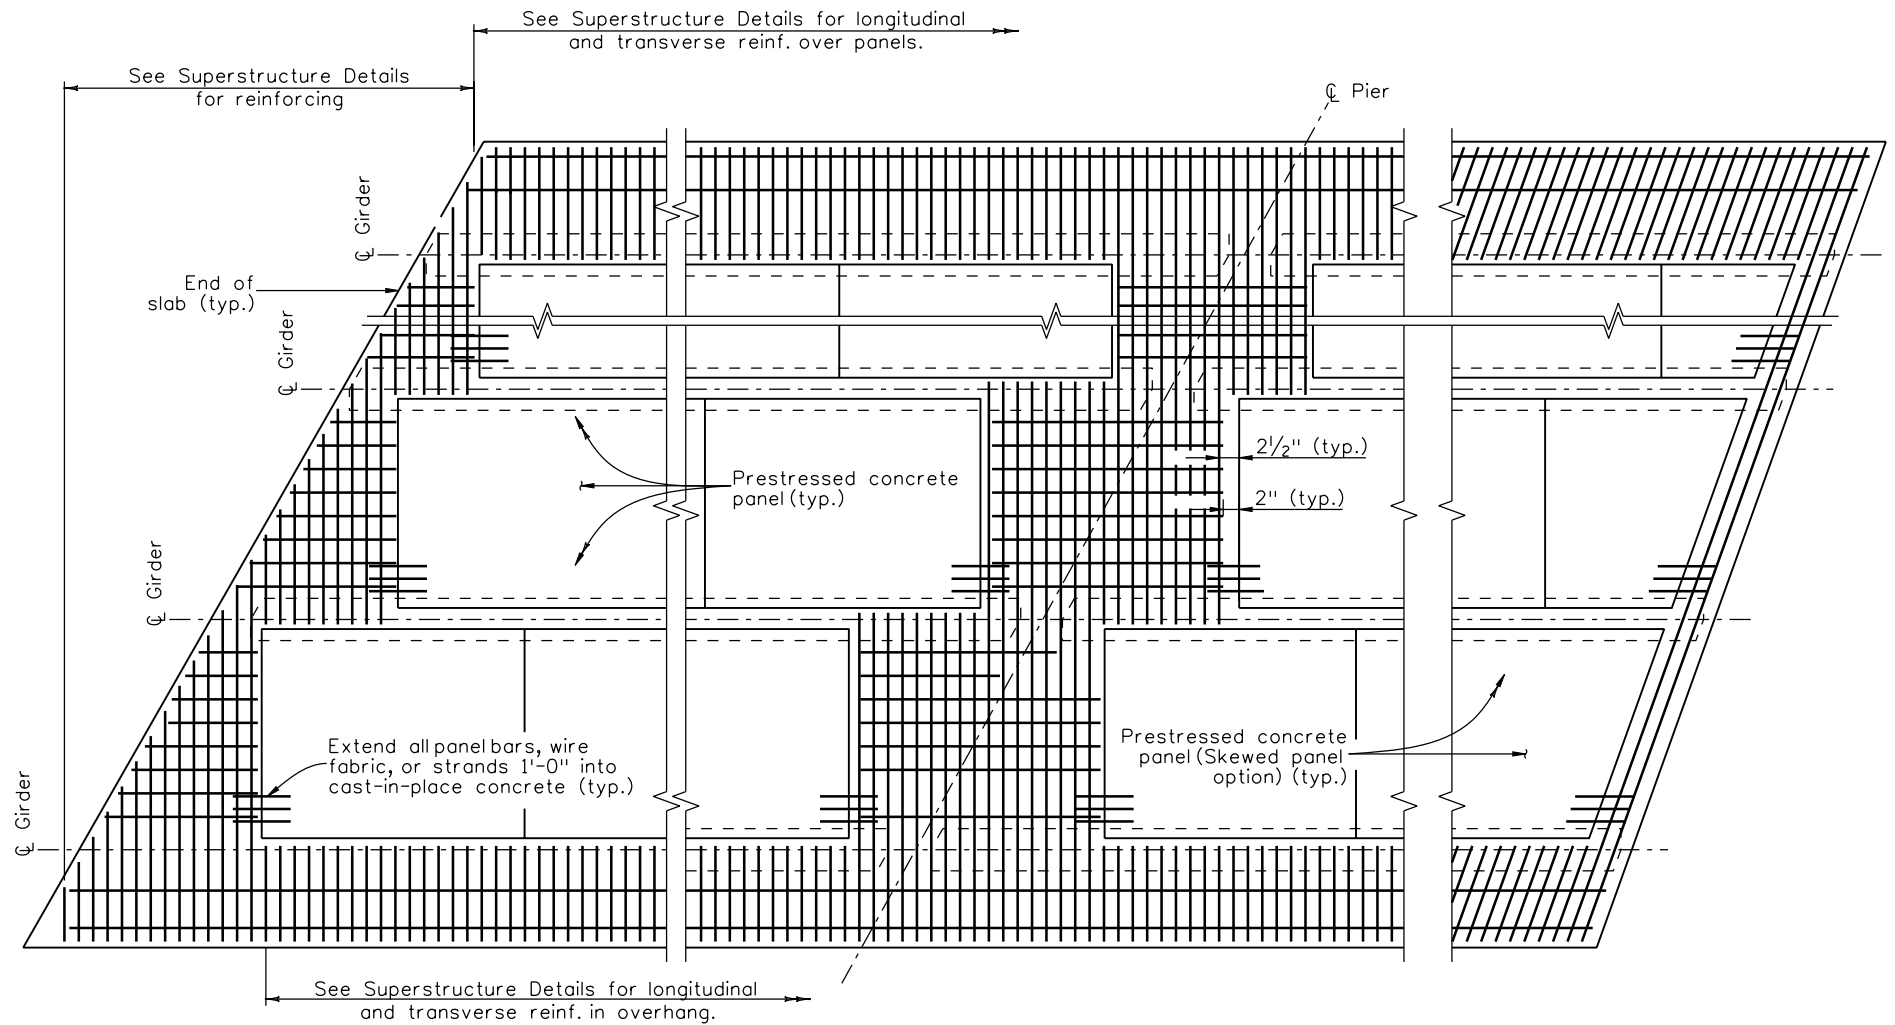 See Superstructure Details for longitudinal
and transverse reinf. over panels.
See Superstructure Details
for reinforcing
℄ Pier
℄ Girder
End of
slab (typ.)
℄ Girder
2½" (typ.)
Prestressed concrete
panel (typ.)
2" (typ.)
℄ Girder
Prestressed concrete
panel (Skewed panel
option) (typ.)
Extend all panel bars, wire
fabric, or strands 1'-0" into
cast-in-place concrete (typ.)
℄ Girder
See Superstructure Details for longitudinal
and transverse reinf. in overhang.